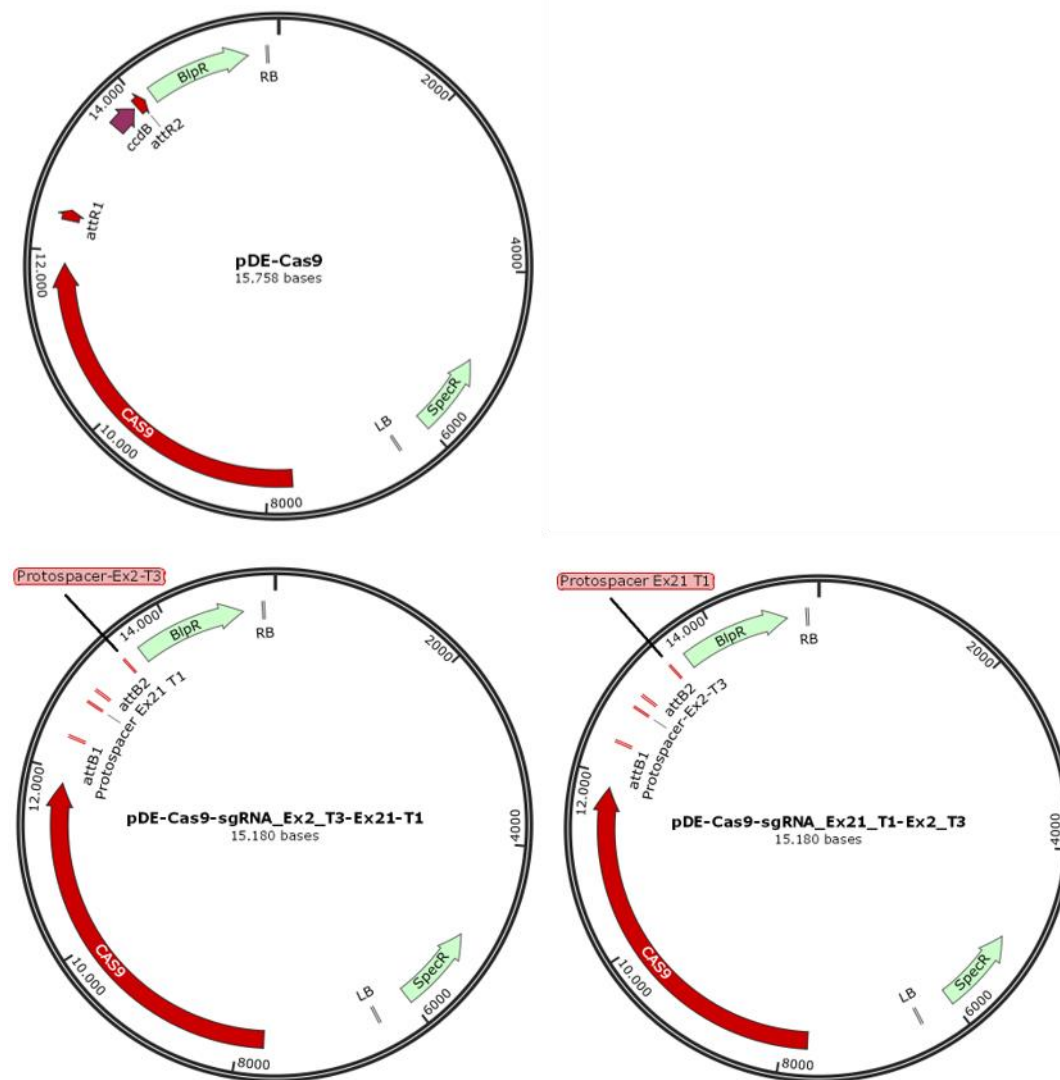 BlpR
RB
2000
14.000
ccdB
attR2
attR1
12.000
pDE-Cas9
15.758 bases
4000
SpecR
6000
LB
CAS9
10.000
8000
Protospacer-Ex2-T3
BlpR
RB
2000
14.000
attB2
Protospacer Ex21 T1
attB1
12.000
pDE-Cas9-sgRNA_Ex2_T3-Ex21-T1
15.180 bases
4000
SpecR
6000
LB
CAS9
10.000
8000
Protospacer Ex21 T1
BlpR
RB
2000
14.000
attB2
Protospacer-Ex2-T3
attB1
12.000
pDE-Cas9-sgRNA_Ex21_T1-Ex2_T3
15.180 bases
4000
SpecR
6000
LB
CAS9
10.000
8000